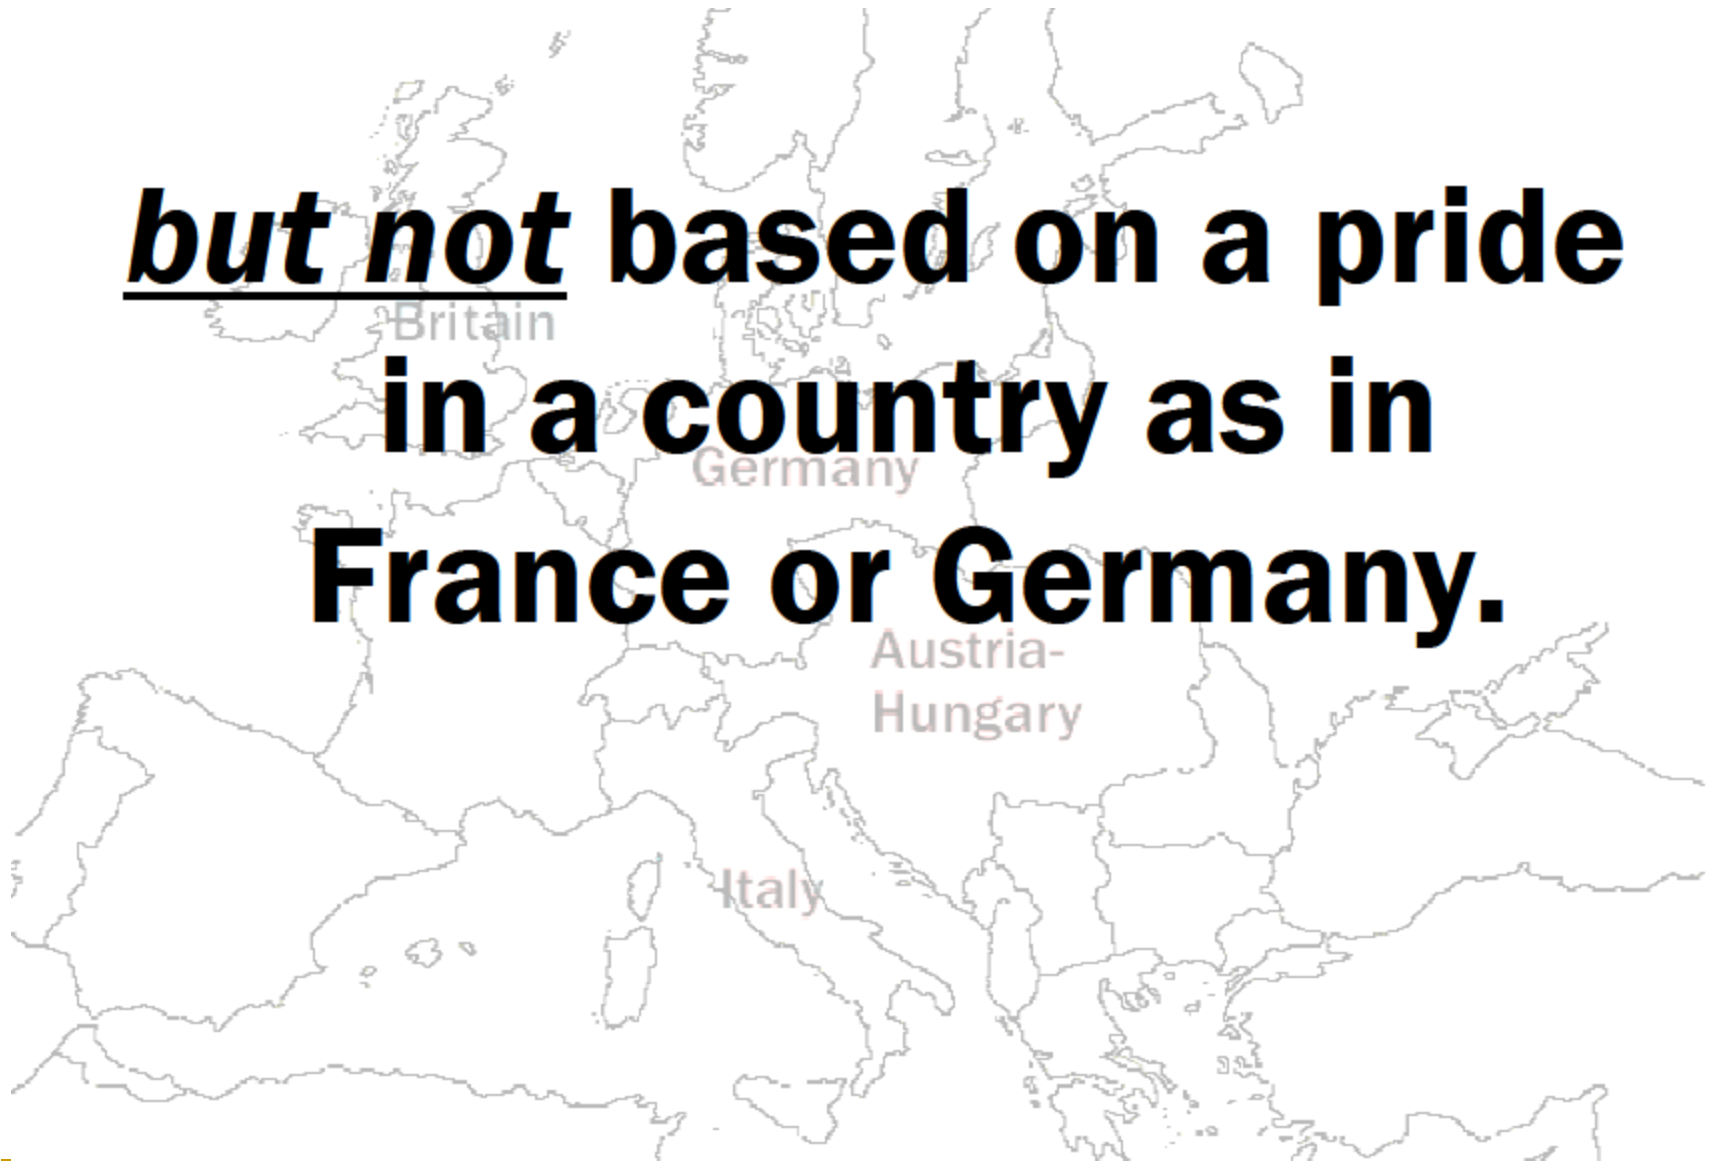 but not based on a pride
Britain
in a country as in
Germany
France or Germany.
Austria-
Hungary
Italy